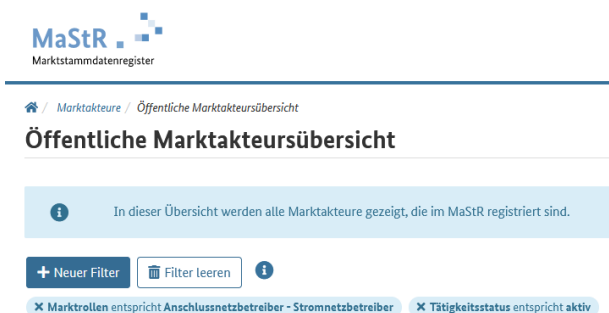 MaStR
Marktstammdatenregister
/ Marktakteure / Öffentliche Marktakteursübersicht
Öffentliche Marktakteursübersicht
In dieser Übersicht werden alle Marktakteure gezeigt, die im MaStR registriert sind.
+ Neuer Filter Filter leeren
× Marktrollen entspricht Anschlussnetzbetreiber - Stromnetzbetreiber × Tätigkeitsstatus entspricht aktiv